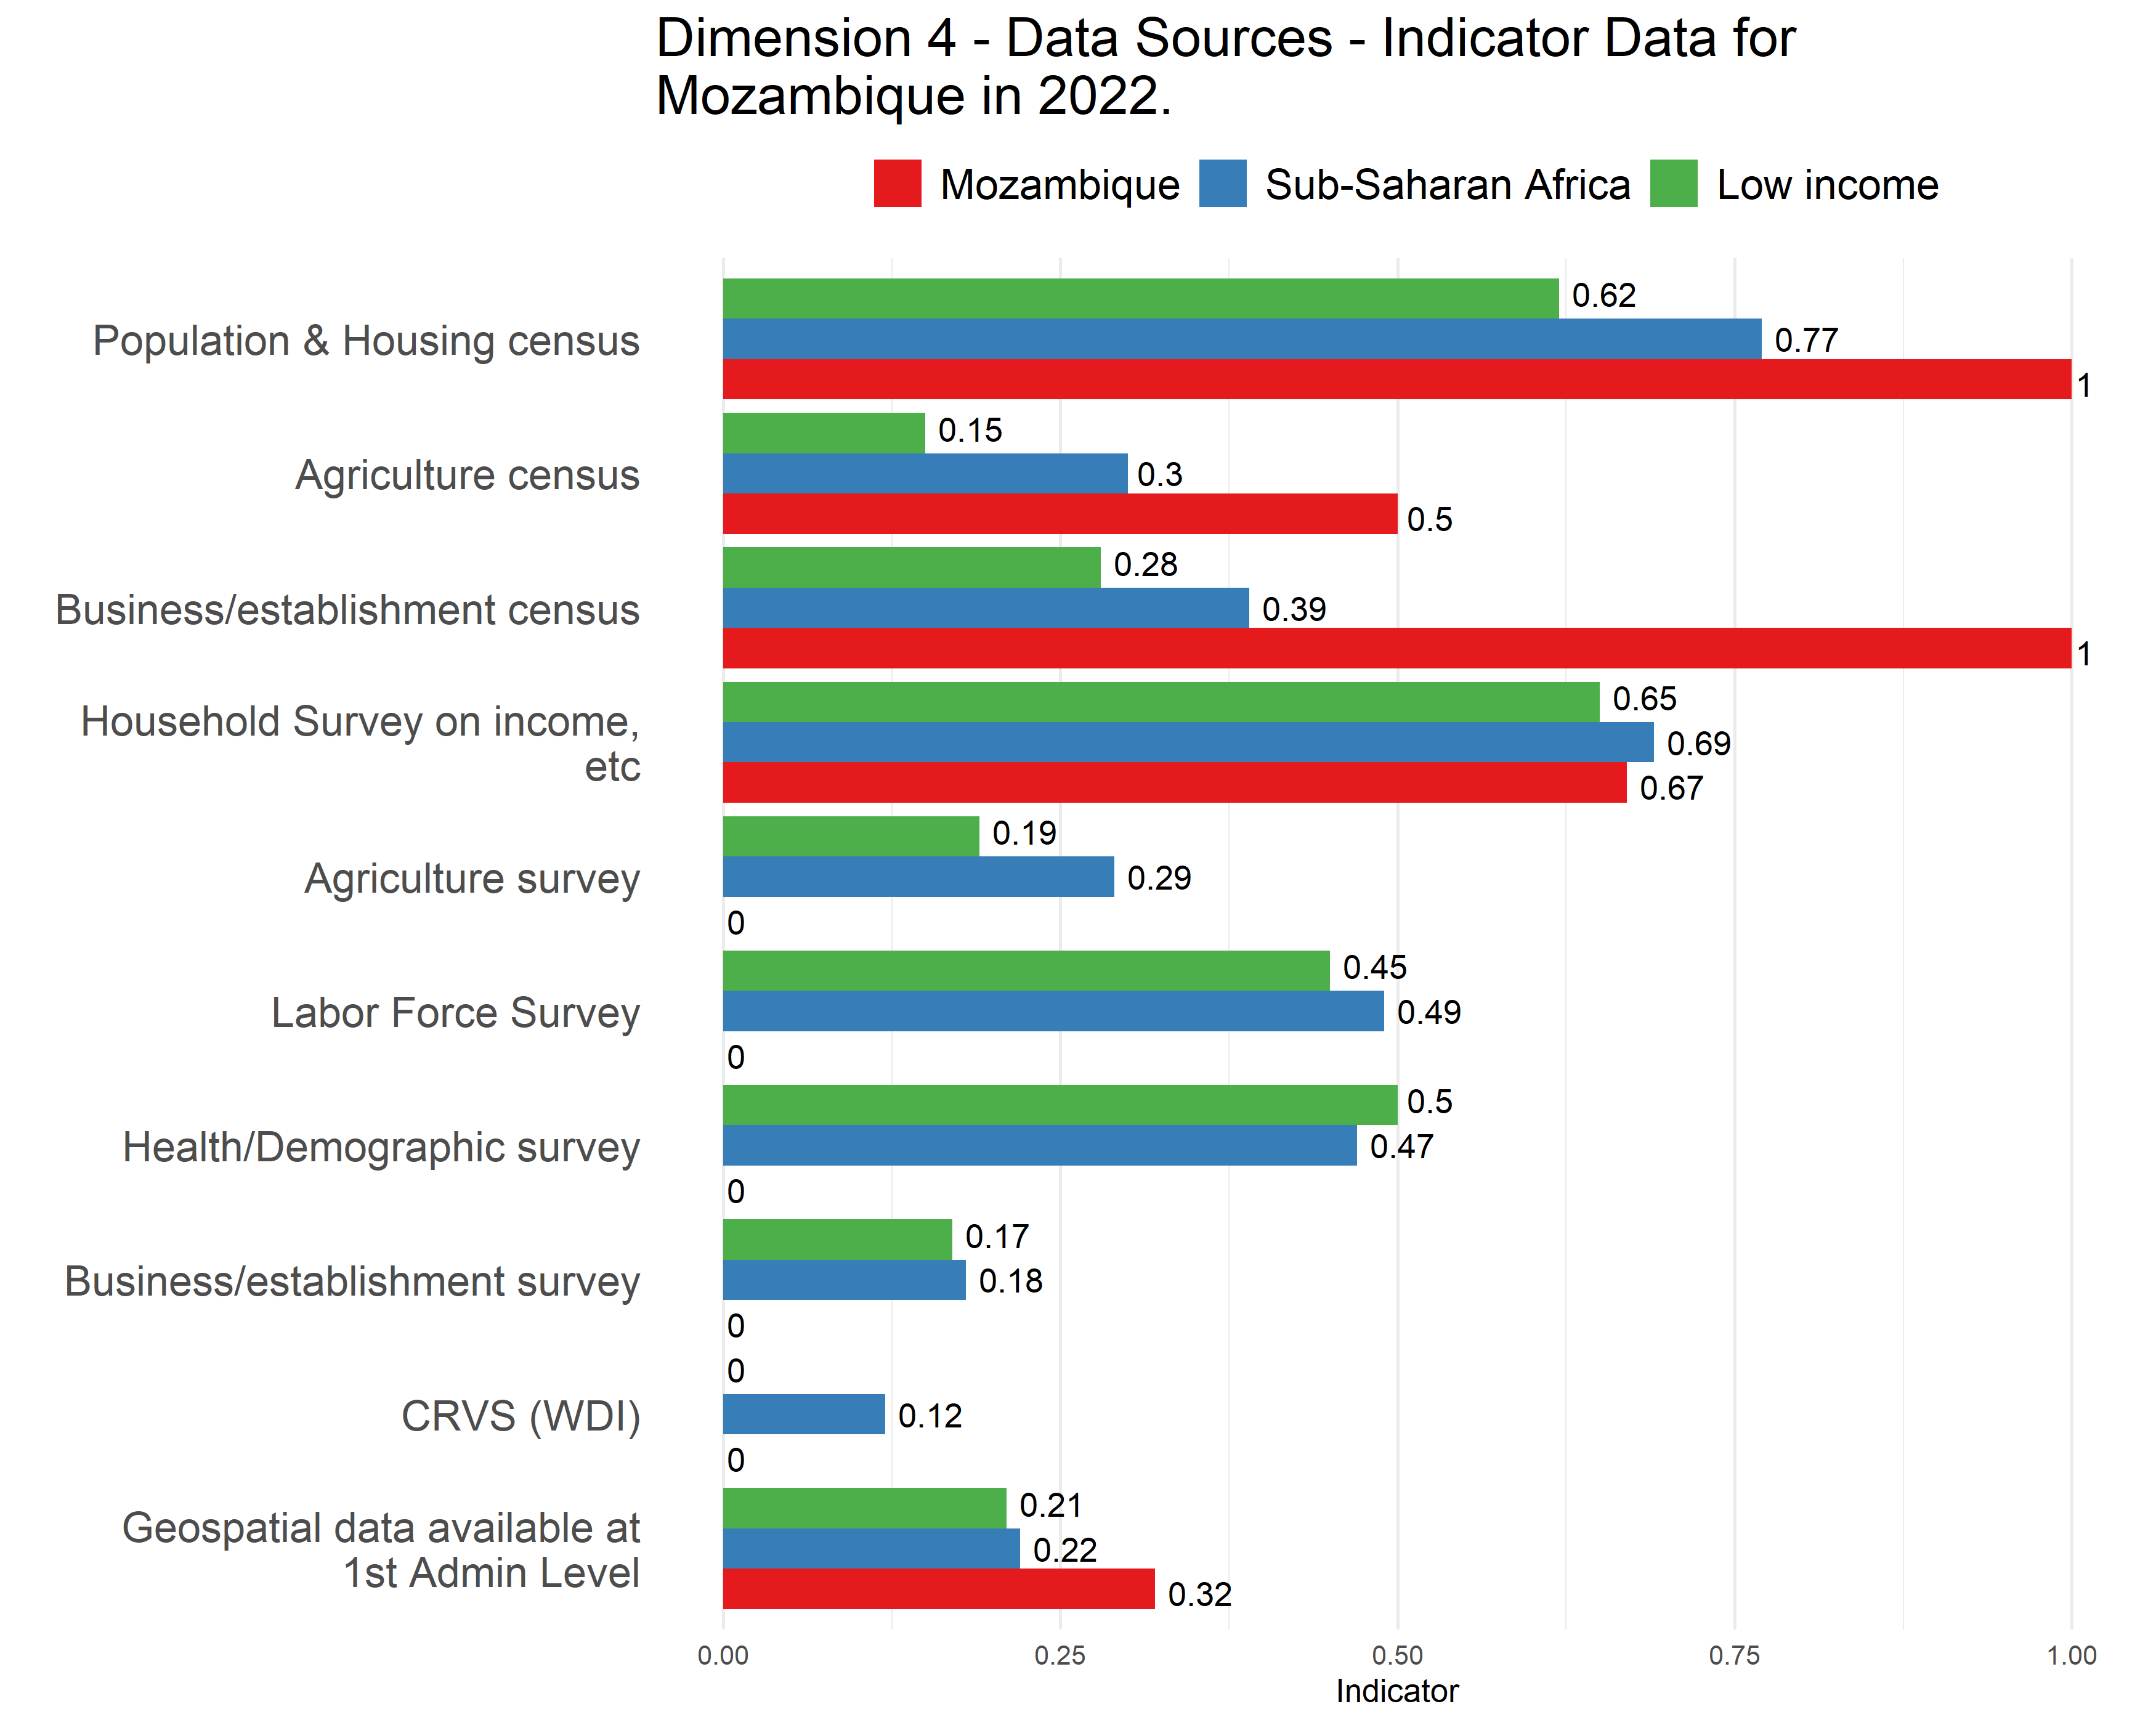 Dimension 4 - Data Sources - Indicator Data for
Mozambique in 2022.
Mozambique
Sub-Saharan Africa
Low income
Population & Housing census
0.62
0.77
1
Agriculture census
0.15
0.3
0.5
Business/establishment census
0.28
0.39
1
Household Survey on income,
etc
0.65
0.69
0.67
Agriculture survey
0.19
0.29
0
Labor Force Survey
0.45
0.49
0
Health/Demographic survey
0.5
0.47
0
Business/establishment survey
0.17
0.18
0
CRVS (WDI)
0
0.12
0
Geospatial data available at
1st Admin Level
0.21
0.22
0.32
0.00
0.25
0.50
0.75
1.00
Indicator